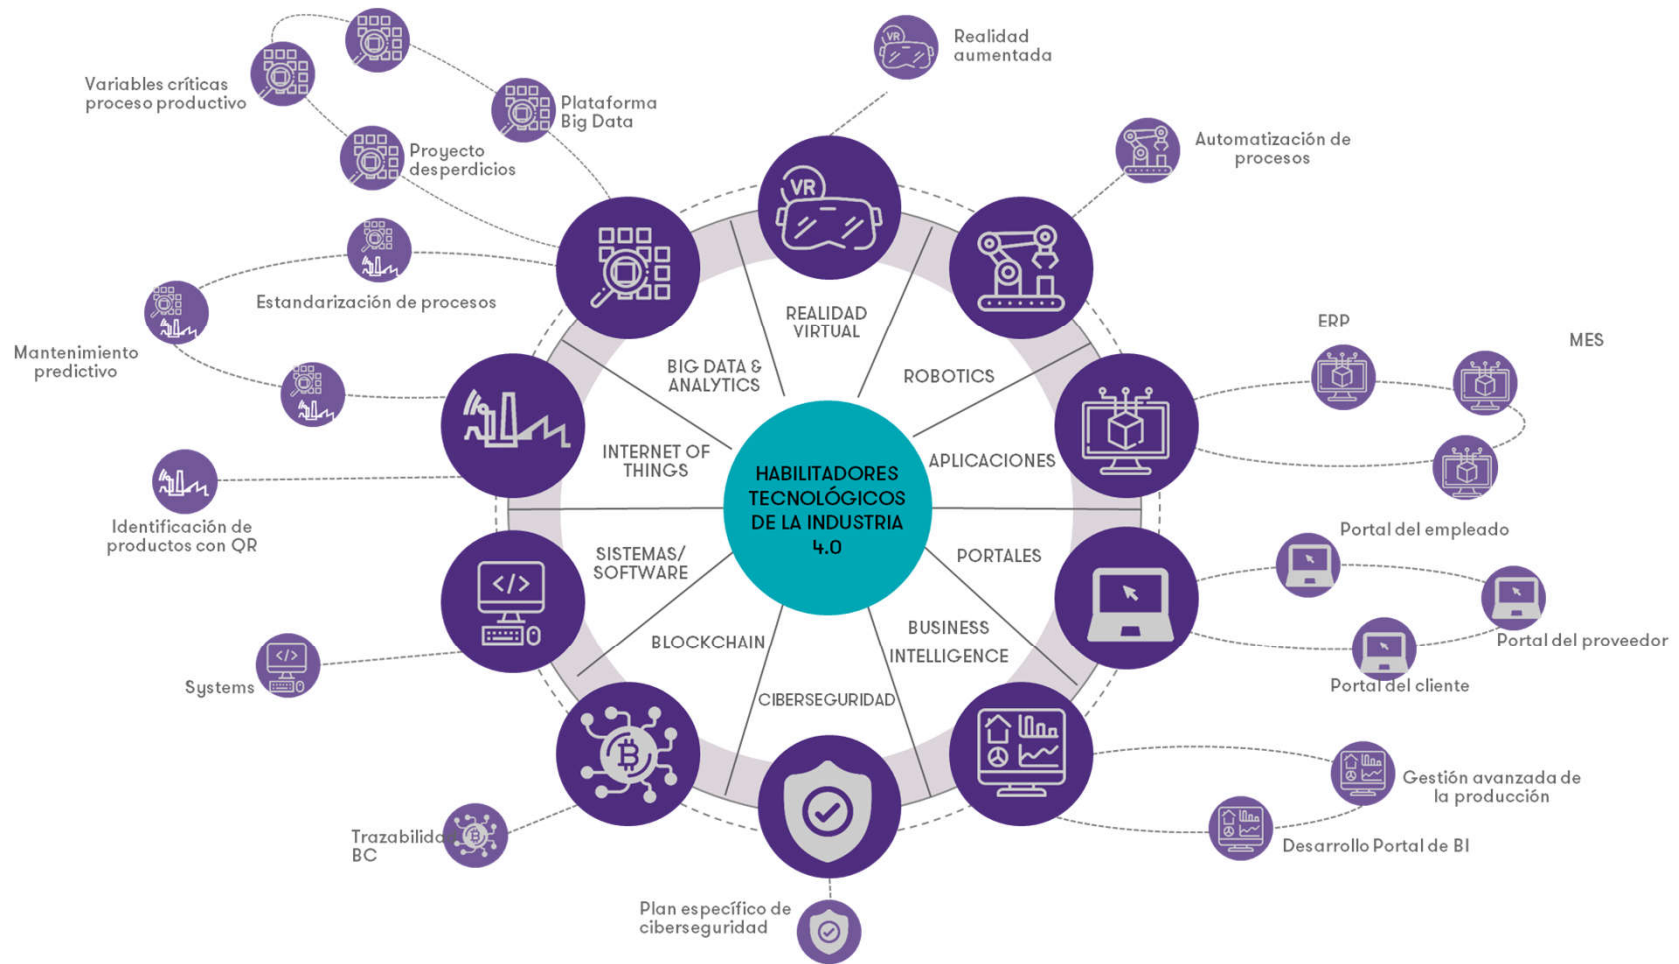 Realidad
aumentada
Variables críticas
proceso productivo
Plataforma
Big Data
Proyecto
desperdicios
Automatización de
procesos
VR
VR
Estandarización de procesos
Mantenimiento
predictivo
REALIDAD
VIRTUAL
BIG DATA &
ANALYTICS
ROBOTICS
ERP
MES
INTERNET OF
THINGS
APLICACIONES
HABILITADORES
TECNOLÓGICOS
DE LA INDUSTRIA
4.0
Identificación de
productos con QR
SISTEMAS/
SOFTWARE
PORTALES
Portal del empleado
Portal del proveedor
Portal del cliente
BLOCKCHAIN
BUSINESS
INTELLIGENCE
CIBERSEGURIDAD
Systems
</>
</>
Trazabilidad
BC
Gestión avanzada de
la producción
Desarrollo Portal de BI
Plan específico de
ciberseguridad